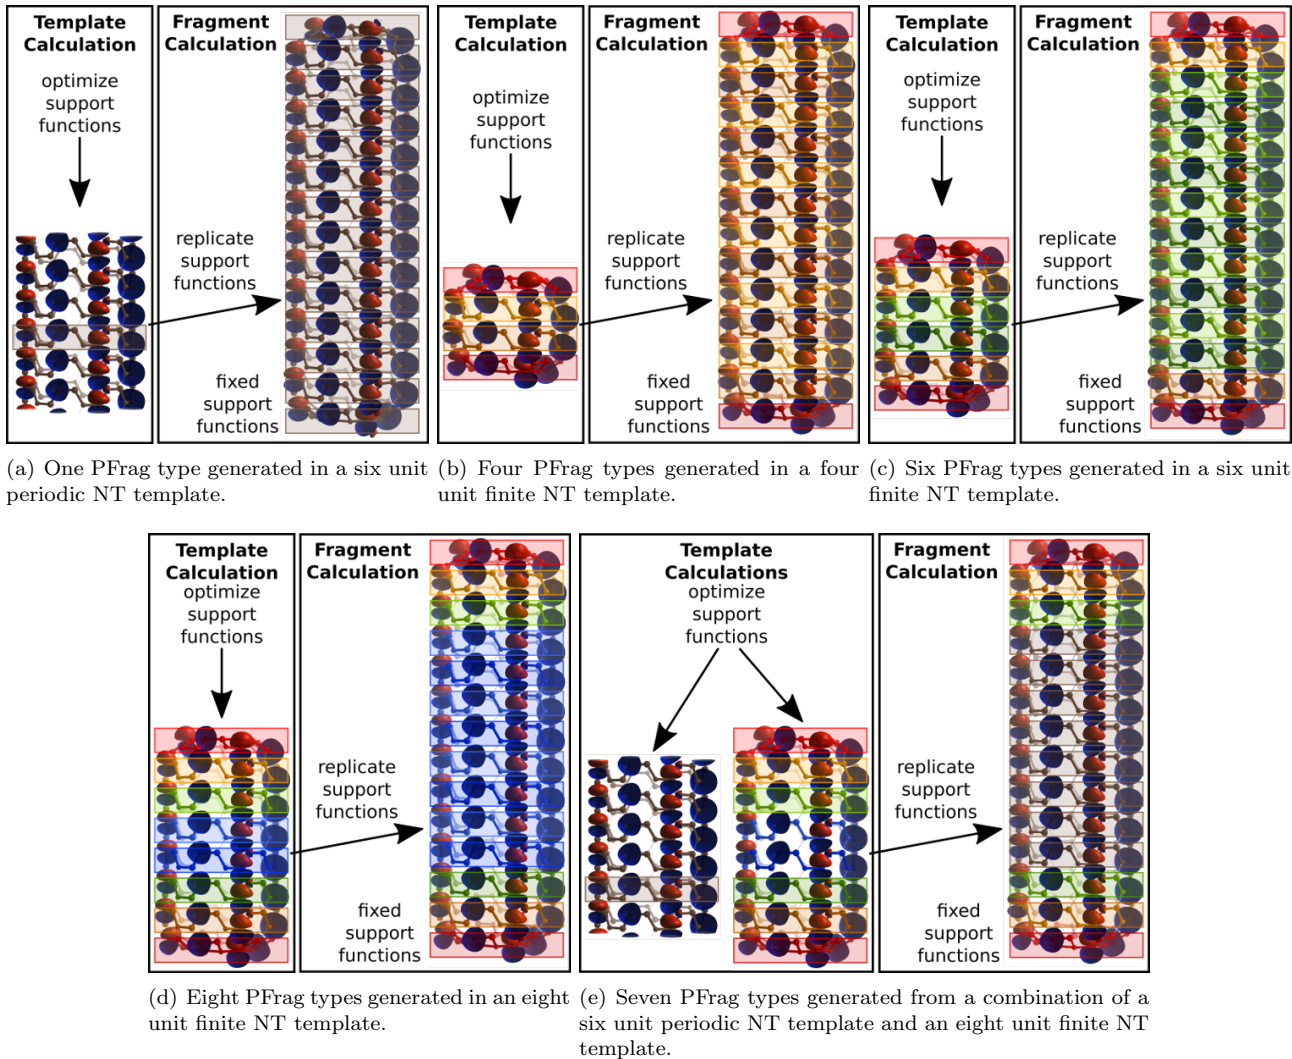 Template
Calculation
optimize
support
functions
Fragment
Calculation
replicate
support
functions
fixed
support
functions
(a) One PFrag type generated in a six unit
periodic NT template.
Template
Calculation
optimize
support
functions
Fragment
Calculation
replicate
support
functions
fixed
support
functions
(b) Four PFrag types generated in a four
unit finite NT template.
Template
Calculation
optimize
support
functions
Fragment
Calculation
replicate
support
functions
fixed
support
functions
(c) Six PFrag types generated in a six unit
finite NT template.
Template
Calculation
optimize
support
functions
Fragment
Calculation
replicate
support
functions
fixed
support
functions
(d) Eight PFrag types generated in an eight
unit finite NT template.
Template
Calculations
optimize
support
functions
Fragment
Calculation
replicate
support
functions
fixed
support
functions
(e) Seven PFrag types generated from a combination of a
six unit periodic NT template and an eight unit finite NT
template.